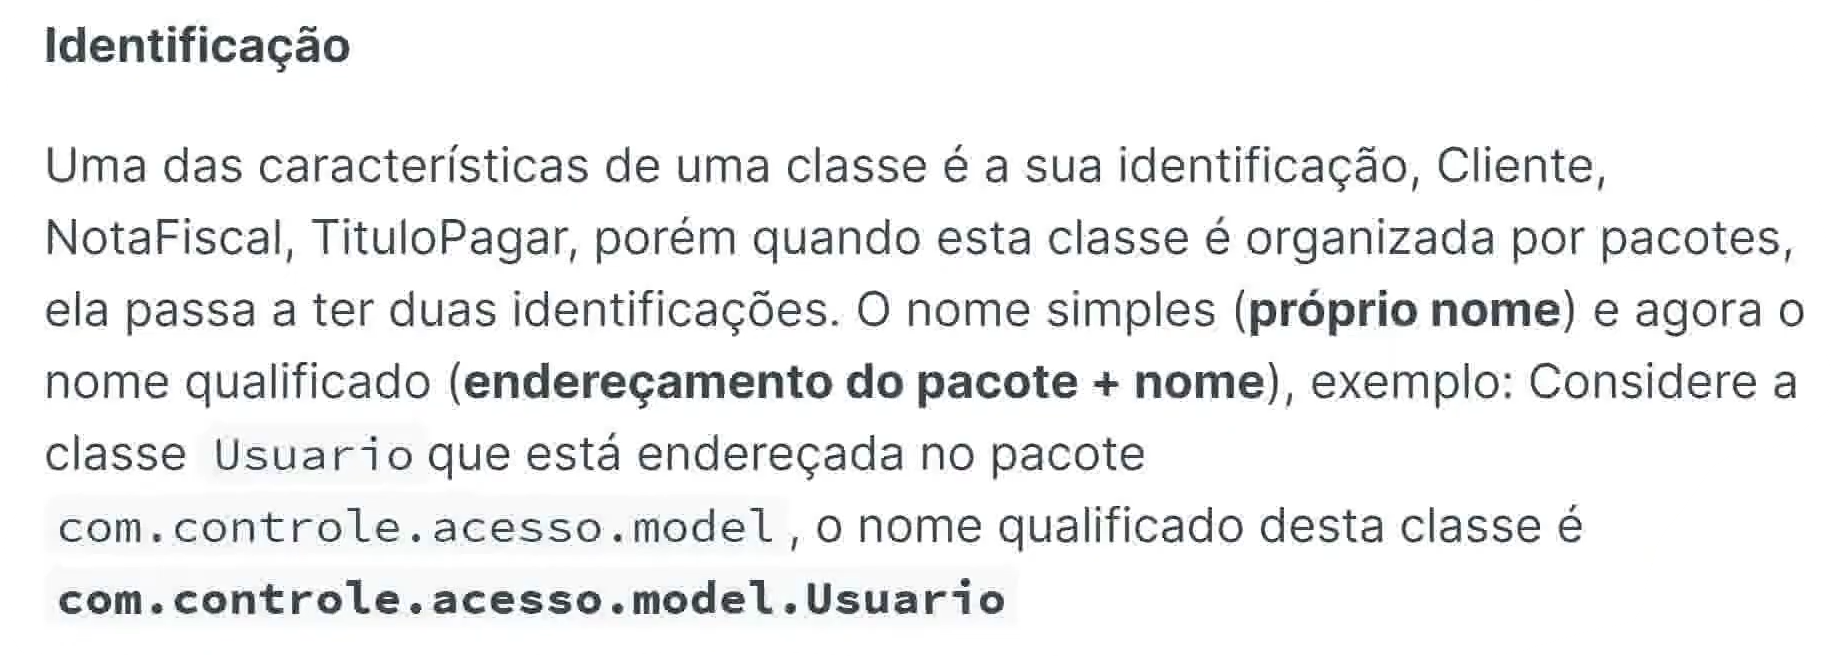 Identificação
Uma das características de uma classe é a sua identificação, Cliente,
NotaFiscal, TituloPagar, porém quando esta classe é organizada por pacotes,
ela passa a ter duas identificações. O nome simples (próprio nome) e agora o
nome qualificado (endereçamento do pacote + nome), exemplo: Considere a
classe Usuario que está endereçada no pacote
com.controle.acesso.model, o nome qualificado desta classe é
com.controle.acesso.model.Usuario